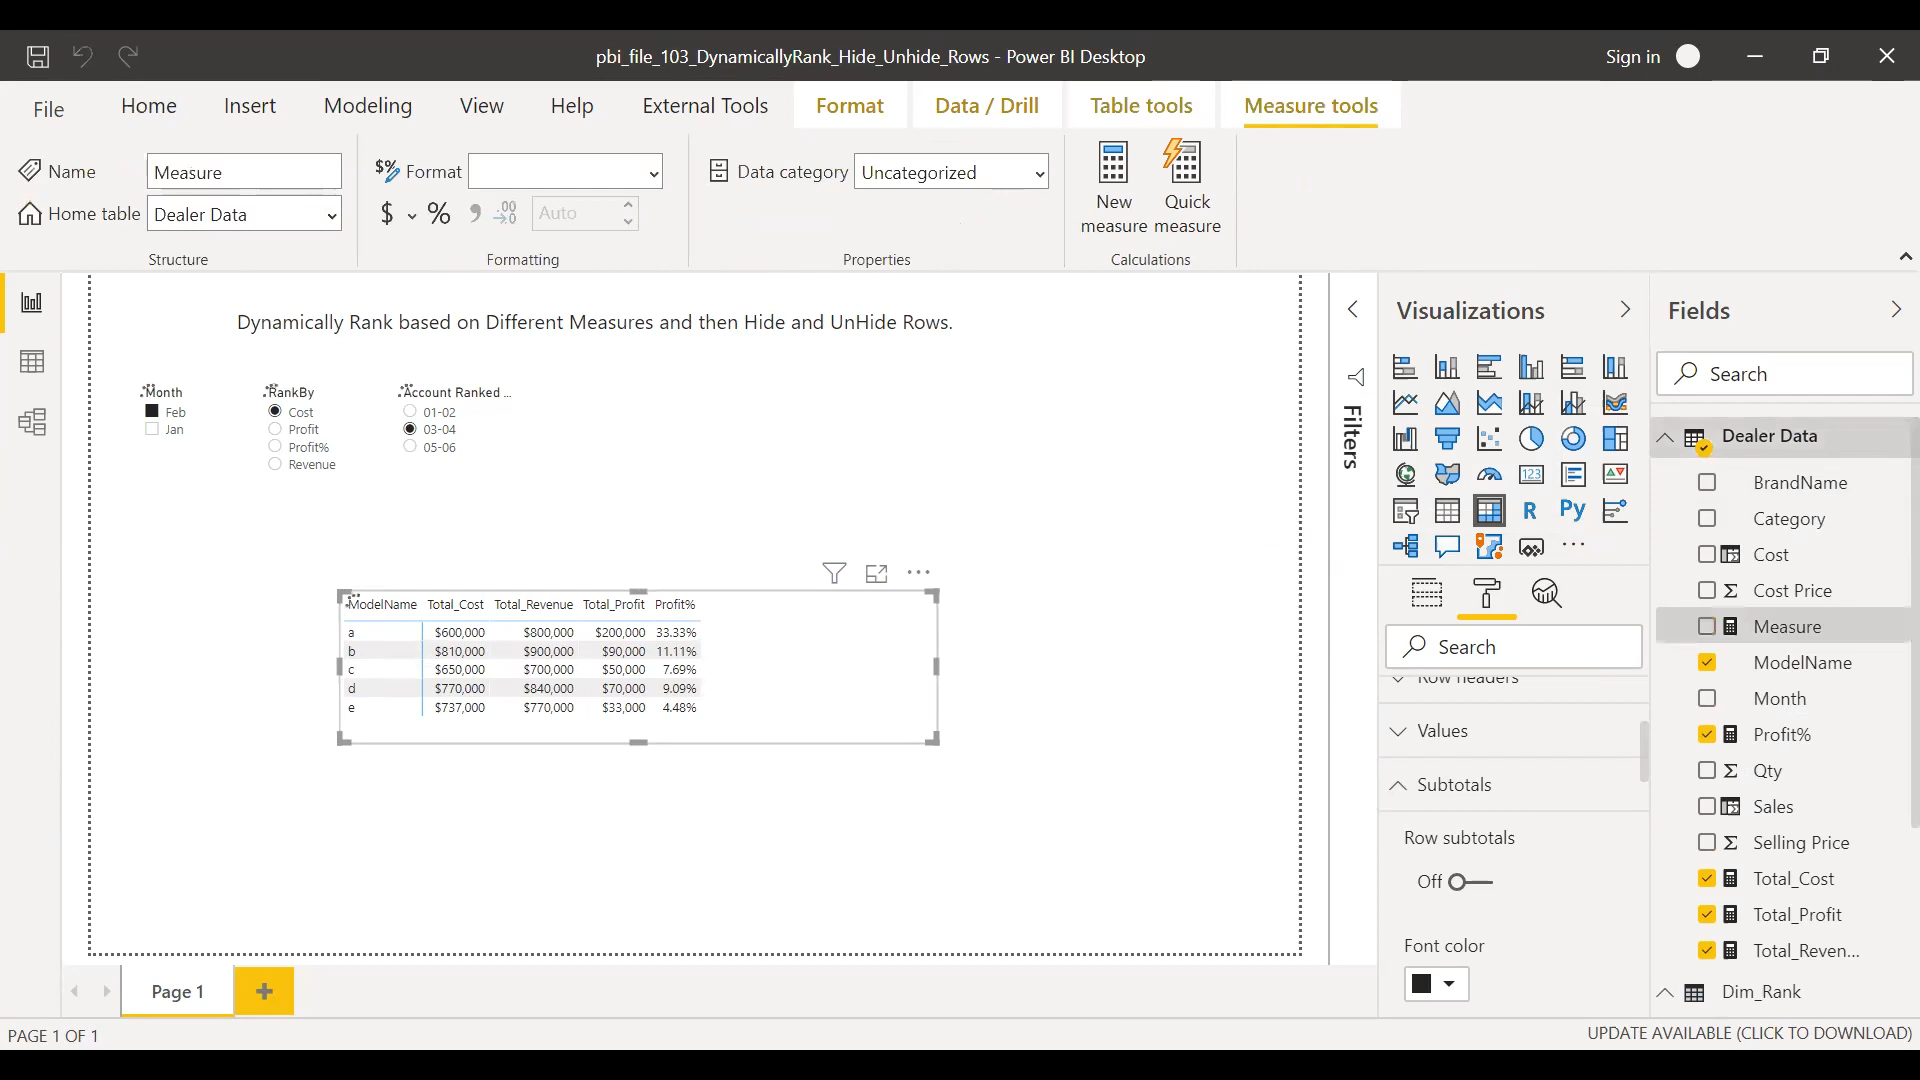 pbi_file_103_DynamicallyRank_Hide_Unhide_Rows - Power BI Desktop
Sign in
File Home Insert Modeling View Help External Tools Format Data / Drill Table tools Measure tools
Name Measure
Format
Data category Uncategorized
New measure
Quick measure
Home table Dealer Data
$ % Auto
Structure Formatting Properties Calculations
Dynamically Rank based on Different Measures and then Hide and UnHide Rows.
Month
Feb
Jan
RankBy
Cost
Profit
Profit%
Revenue
Account Ranked ...
01-02
03-04
05-06
ModelName Total_Cost Total_Revenue Total_Profit Profit%
a $600,000 $800,000 $200,000 33.33%
b $810,000 $900,000 $90,000 11.11%
c $650,000 $700,000 $50,000 7.69%
d $770,000 $840,000 $70,000 9.09%
e $737,000 $770,000 $33,000 4.48%
Filters
Visualizations
123
R
Py
Search
Row headers
Values
Subtotals
Row subtotals
Off
Font color
Fields
Search
Dealer Data
BrandName
Category
Cost
Σ Cost Price
Measure
ModelName
Month
Profit%
Σ Qty
Sales
Σ Selling Price
Total_Cost
Total_Profit
Total_Reven...
Dim_Rank
Page 1
PAGE 1 OF 1
UPDATE AVAILABLE (CLICK TO DOWNLOAD)